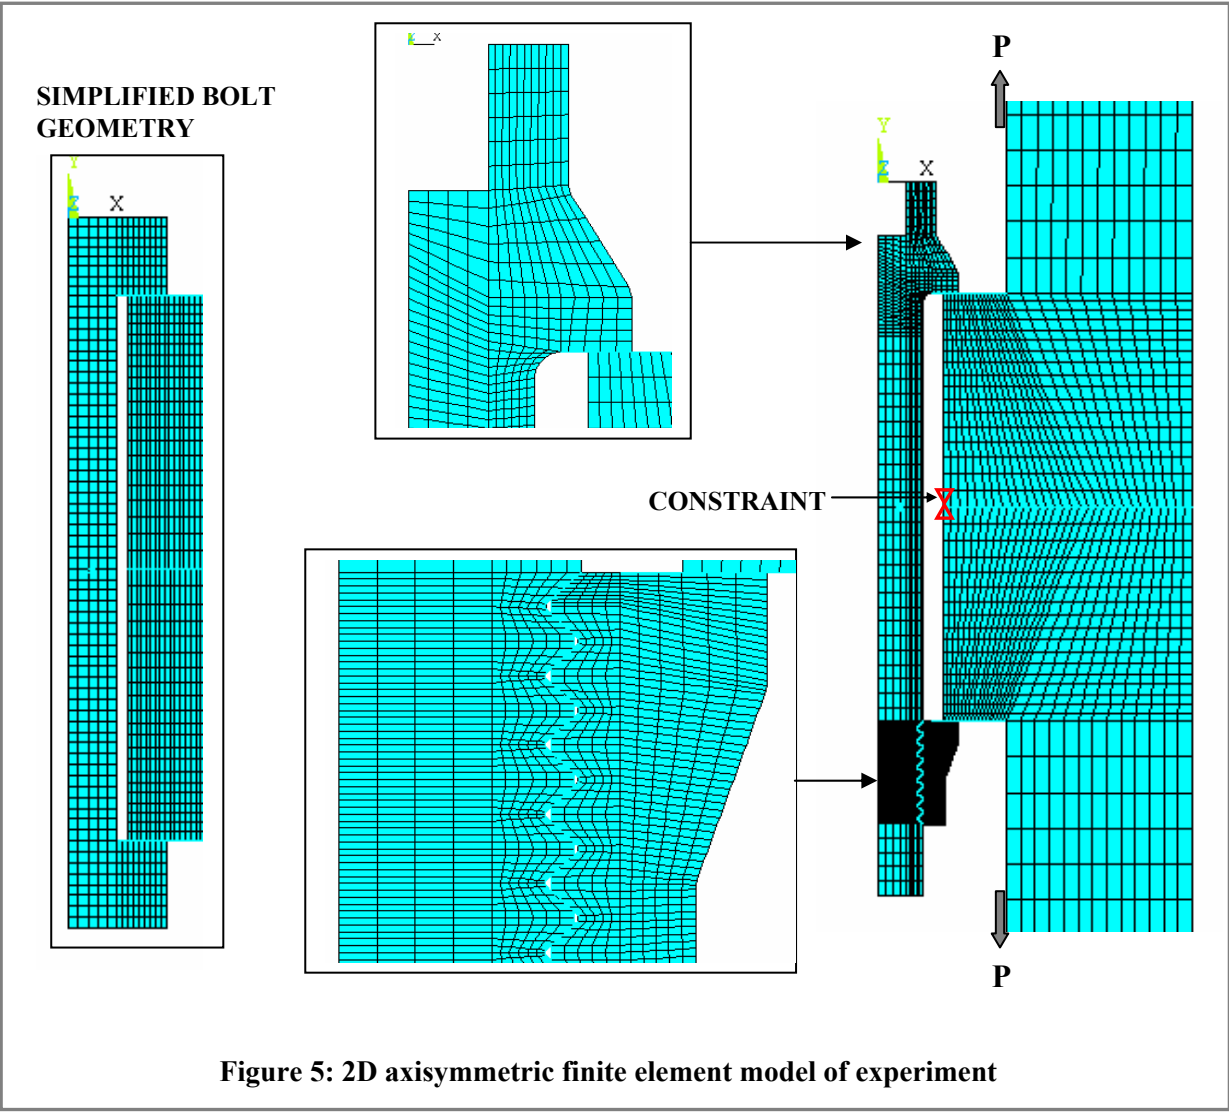 SIMPLIFIED BOLT
GEOMETRY
Y
Z
X
Z
X
P
Y
Z
X
CONSTRAINT
P
Figure 5: 2D axisymmetric finite element model of experiment